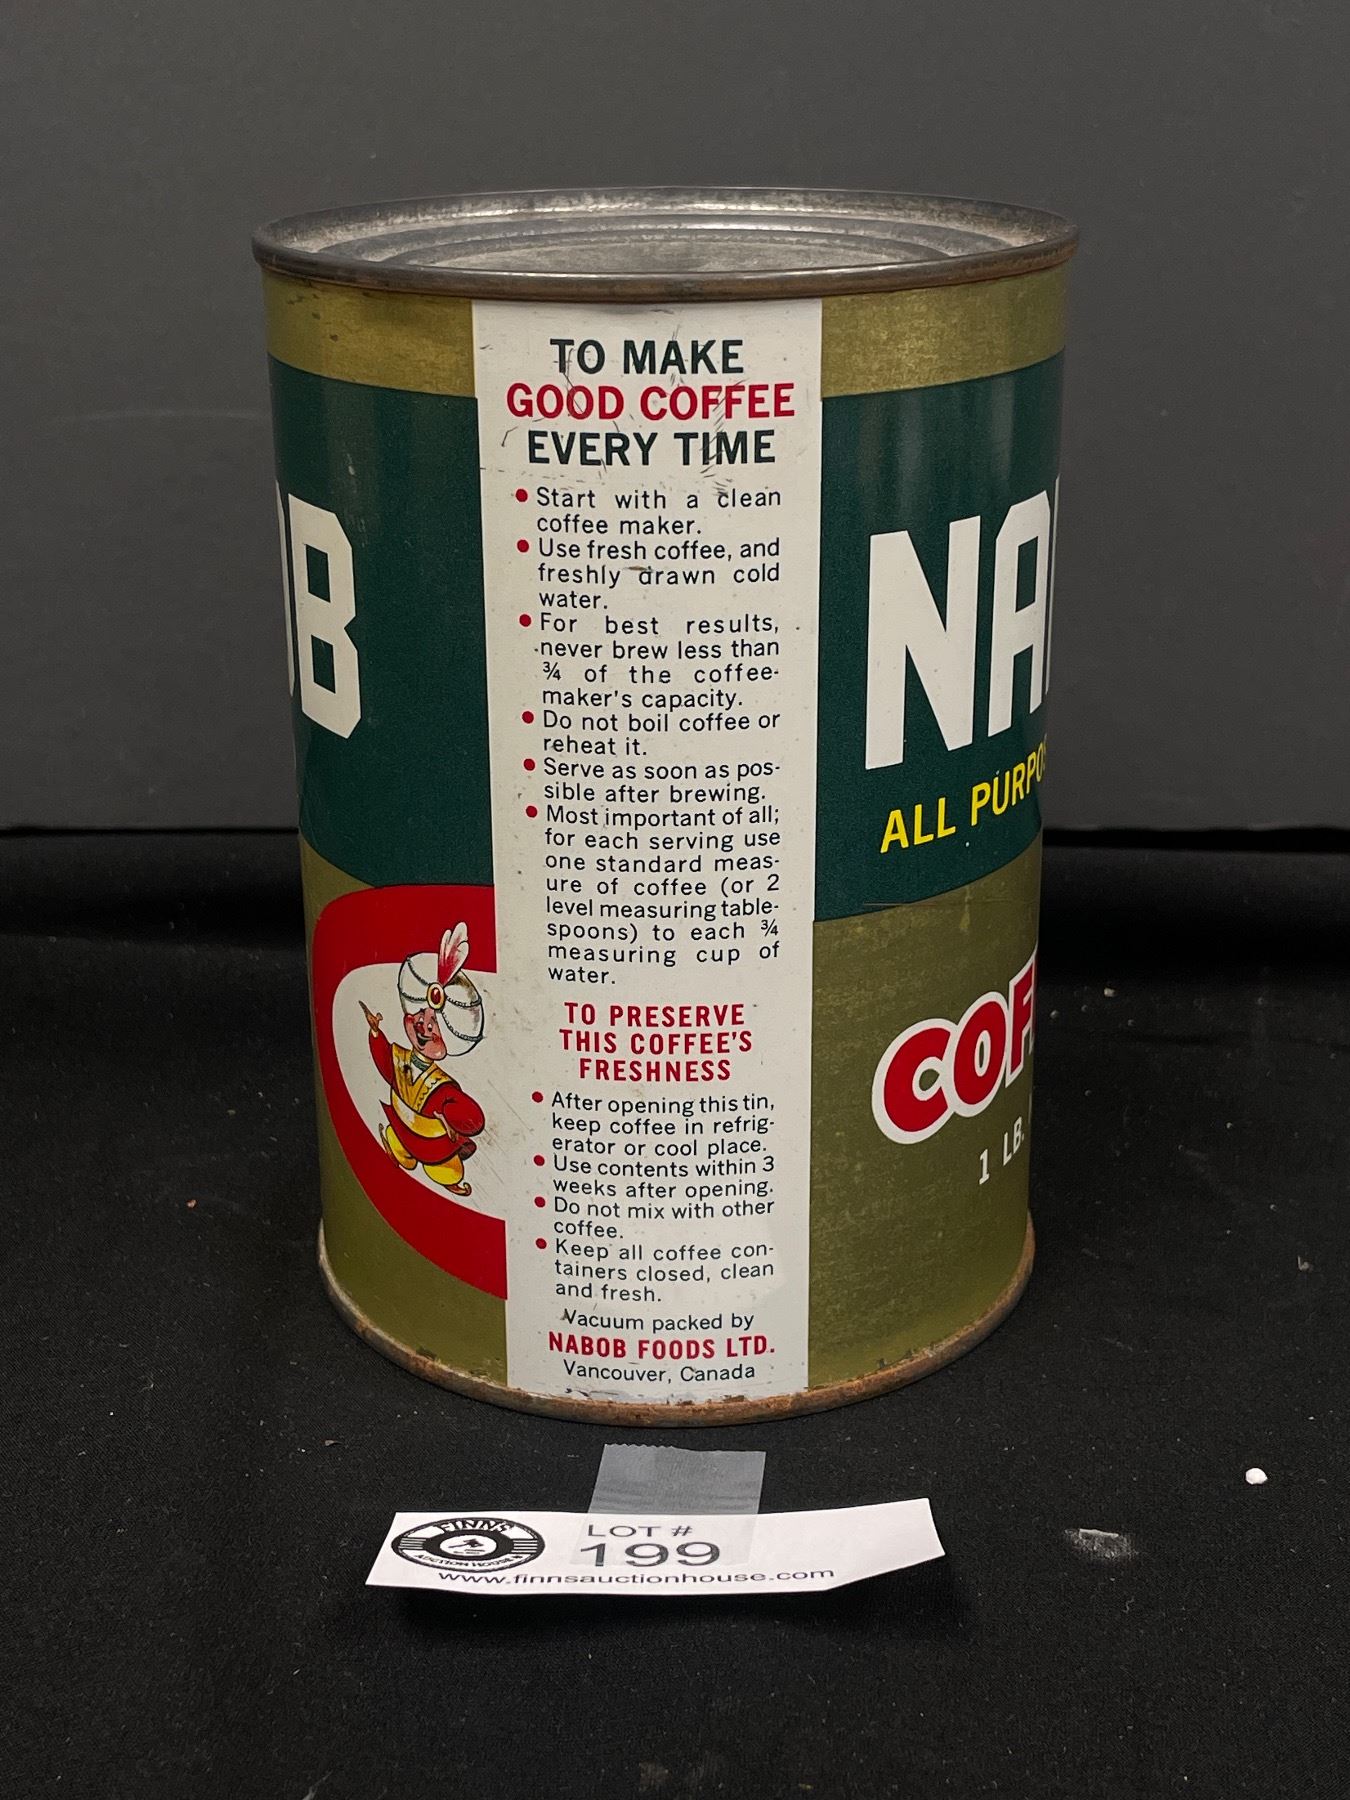 TO MAKE
GOOD COFFEE
EVERY TIME
• Start with a clean
coffee maker.
• Use fresh coffee, and
freshly drawn cold
water.
• For best results,
never brew less than
¾ of the coffee-
maker's capacity.
• Do not boil coffee or
reheat it.
• Serve as soon as pos-
sible after brewing.
• Most important of all;
for each serving use
one standard meas-
ure of coffee (or 2
level measuring table-
spoons) to each ¾
measuring cup of
water.
TO PRESERVE
THIS COFFEE'S
FRESHNESS
• After opening this tin,
keep coffee in refrig-
erator or cool place.
• Use contents within 3
weeks after opening.
• Do not mix with other
coffee.
• Keep all coffee con-
tainers closed, clean
and fresh.
Vacuum packed by
NABOB FOODS LTD.
Vancouver, Canada
OB
NA
ALL PURPO
COF
1 LB.
FINN'S
AUCTION HOUSE
LOT #
199
www.finnsauctionhouse.com